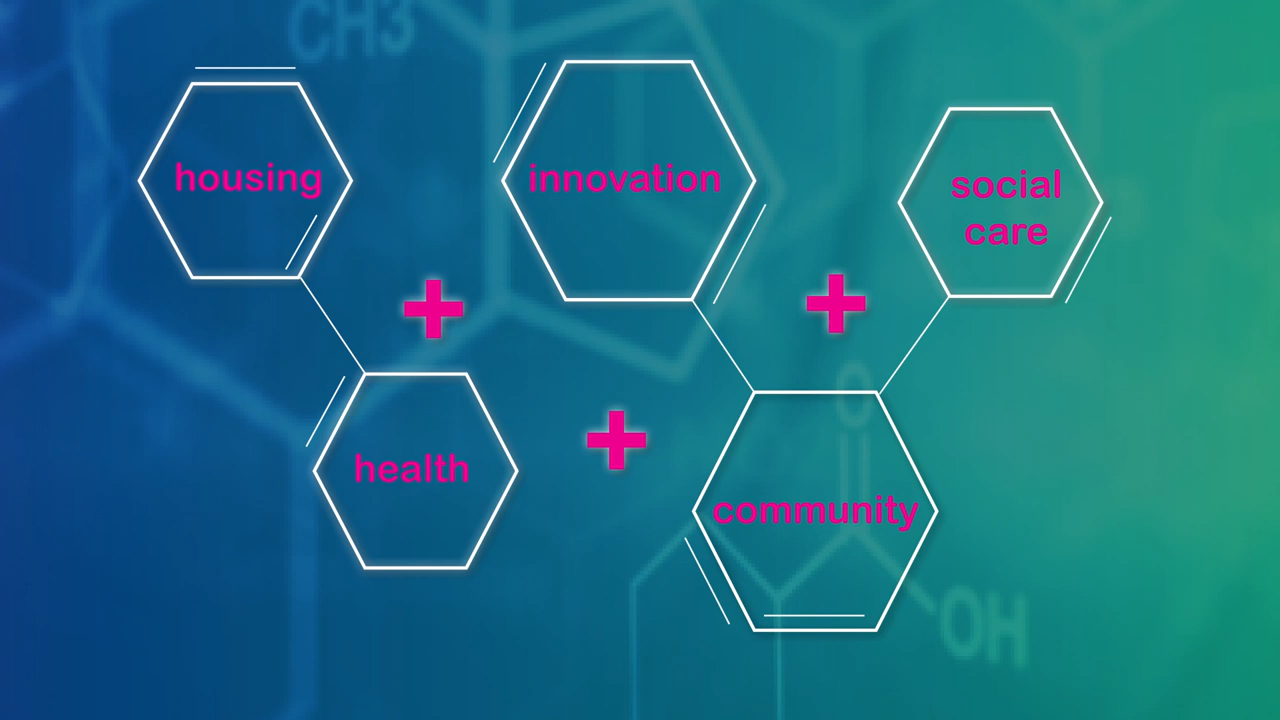 CH3
housing
innovation
social
care
+
+
health
+
community
O
OH